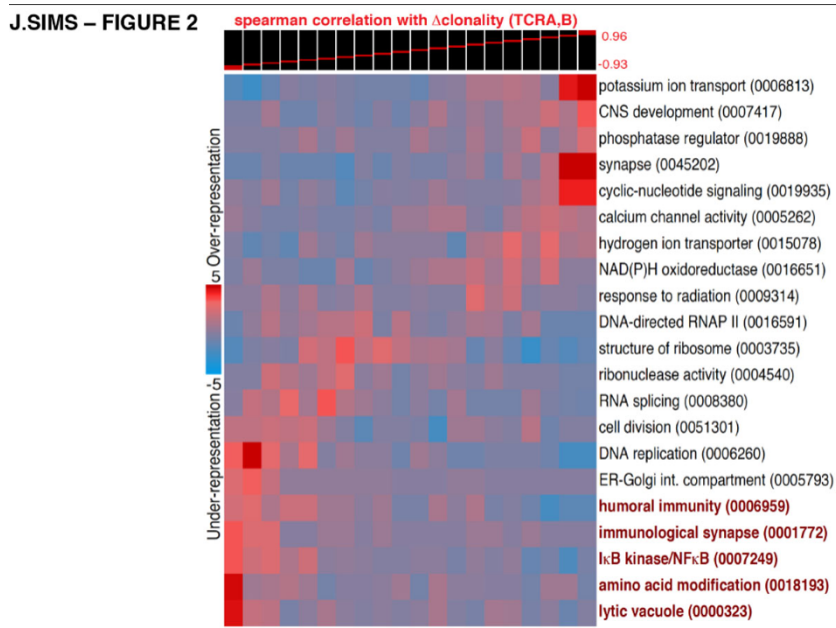 J.SIMS – FIGURE 2
spearman correlation with Δclonality (TCRA,B)
0.96
-0.93
Over-representation
5
-5
Under-representation
potassium ion transport (0006813)
CNS development (0007417)
phosphatase regulator (0019888)
synapse (0045202)
cyclic-nucleotide signaling (0019935)
calcium channel activity (0005262)
hydrogen ion transporter (0015078)
NAD(P)H oxidoreductase (0016651)
response to radiation (0009314)
DNA-directed RNAP II (0016591)
structure of ribosome (0003735)
ribonuclease activity (0004540)
RNA splicing (0008380)
cell division (0051301)
DNA replication (0006260)
ER-Golgi int. compartment (0005793)
humoral immunity (0006959)
immunological synapse (0001772)
IκB kinase/NFκB (0007249)
amino acid modification (0018193)
lytic vacuole (0000323)